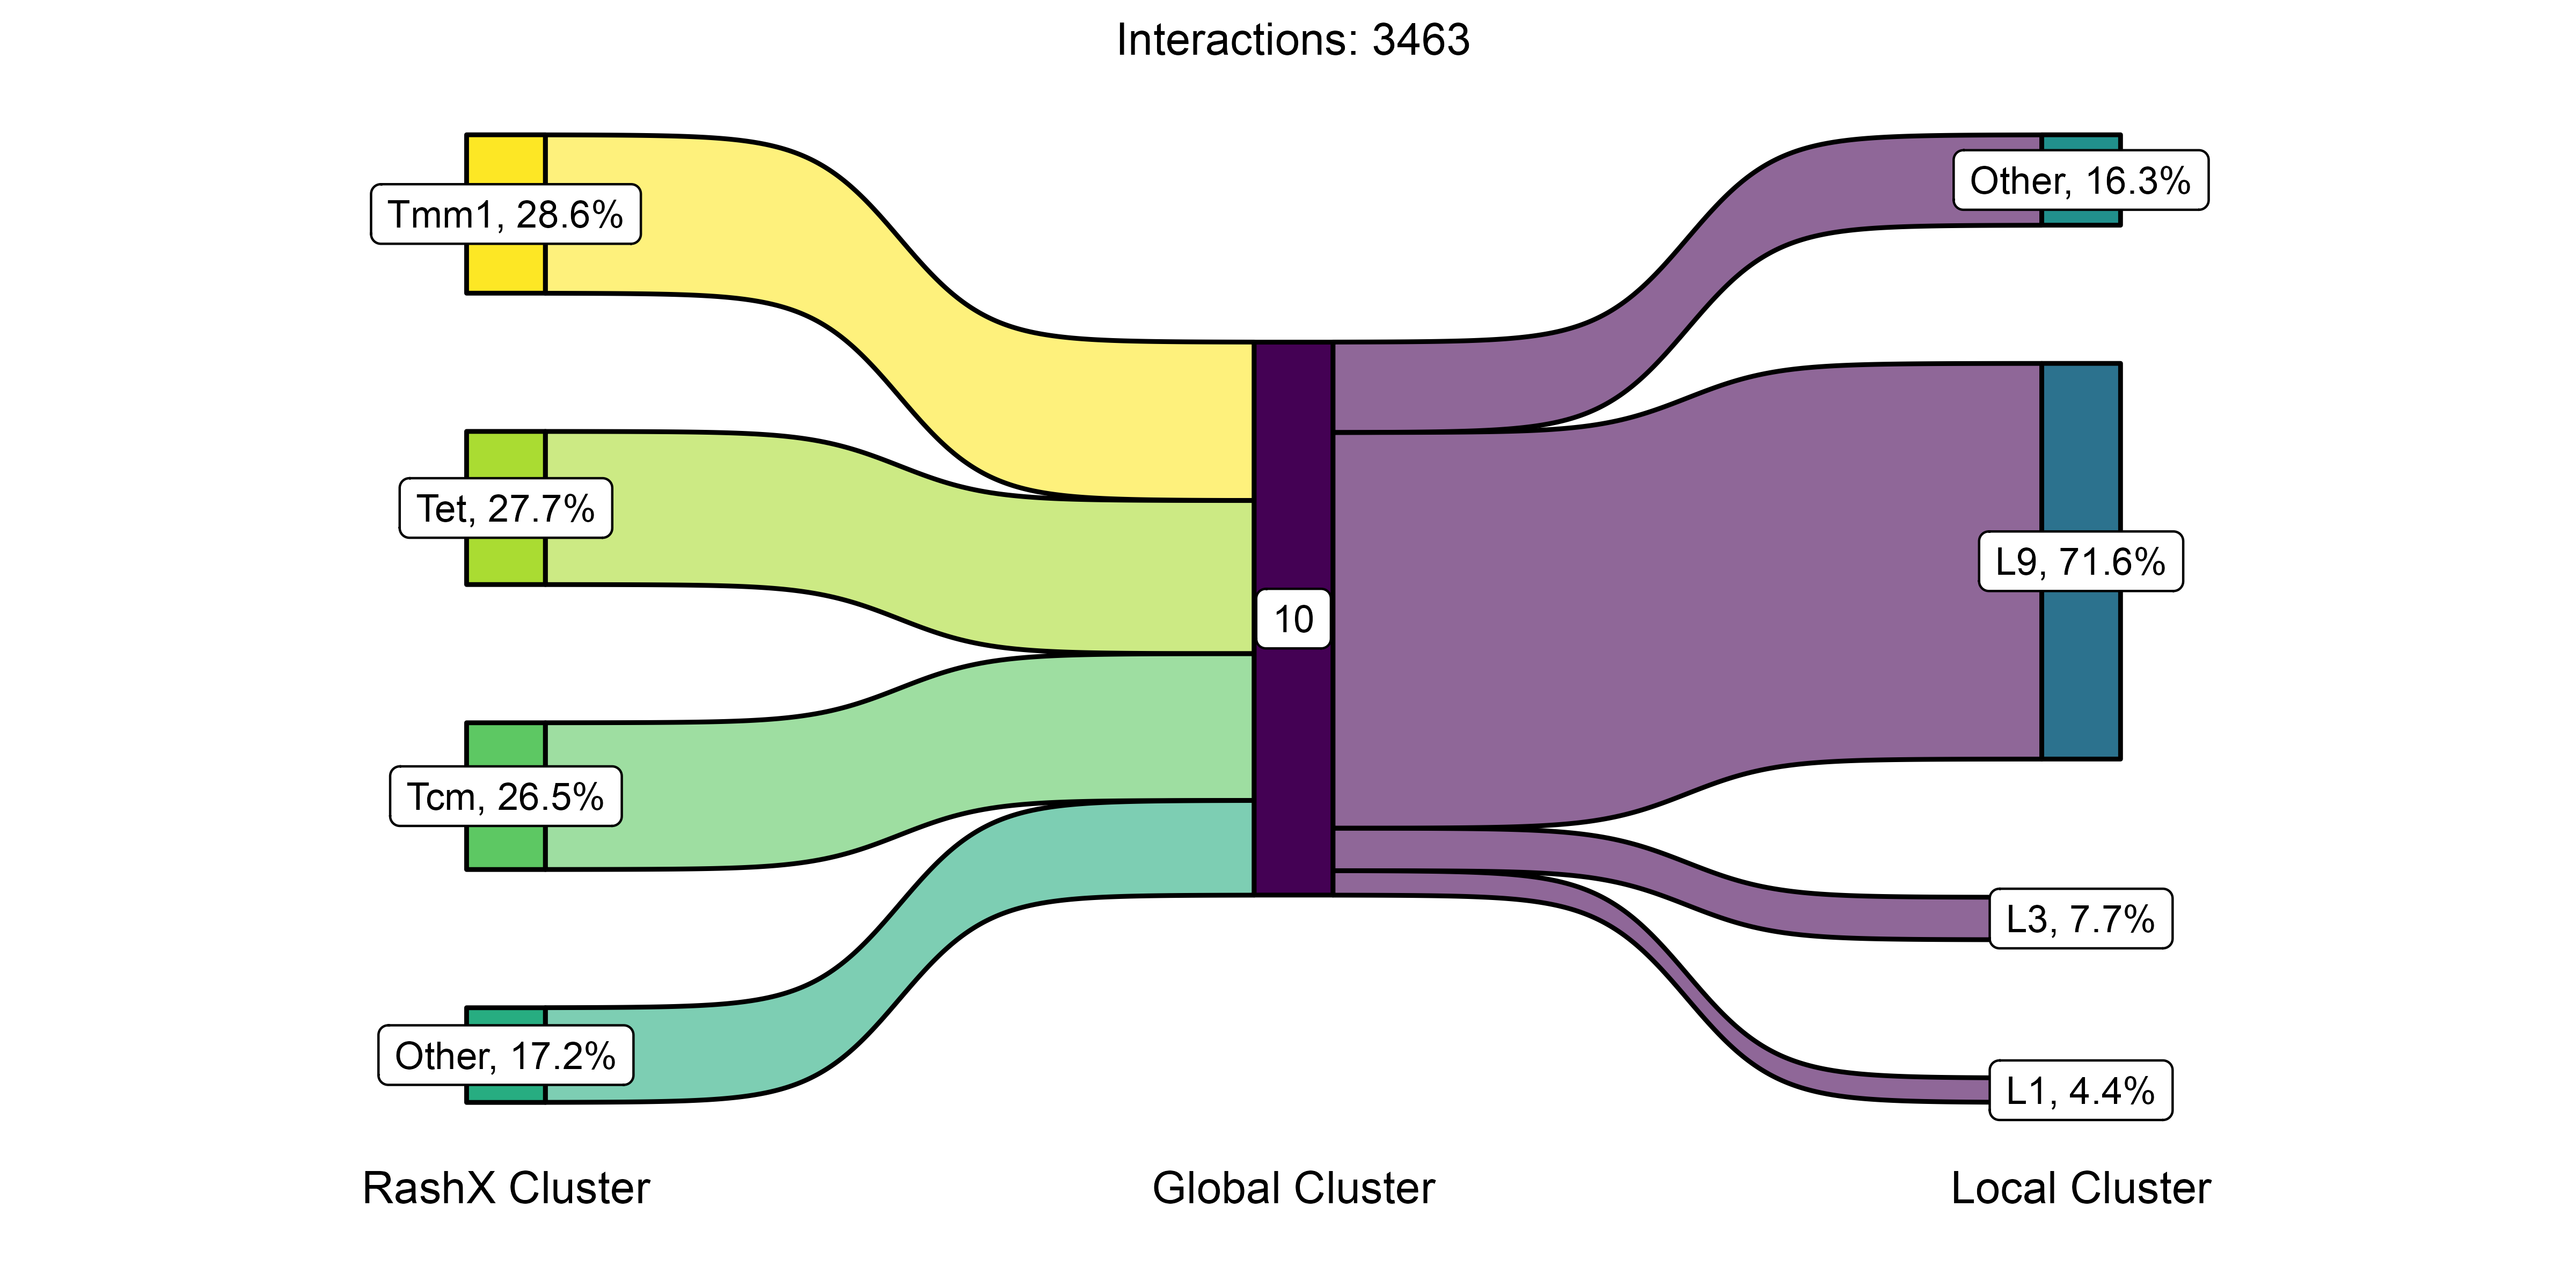 Interactions: 3463
Tmm1, 28.6%
Tet, 27.7%
Tcm, 26.5%
Other, 17.2%
10
Other, 16.3%
L9, 71.6%
L3, 7.7%
L1, 4.4%
RashX Cluster
Global Cluster
Local Cluster